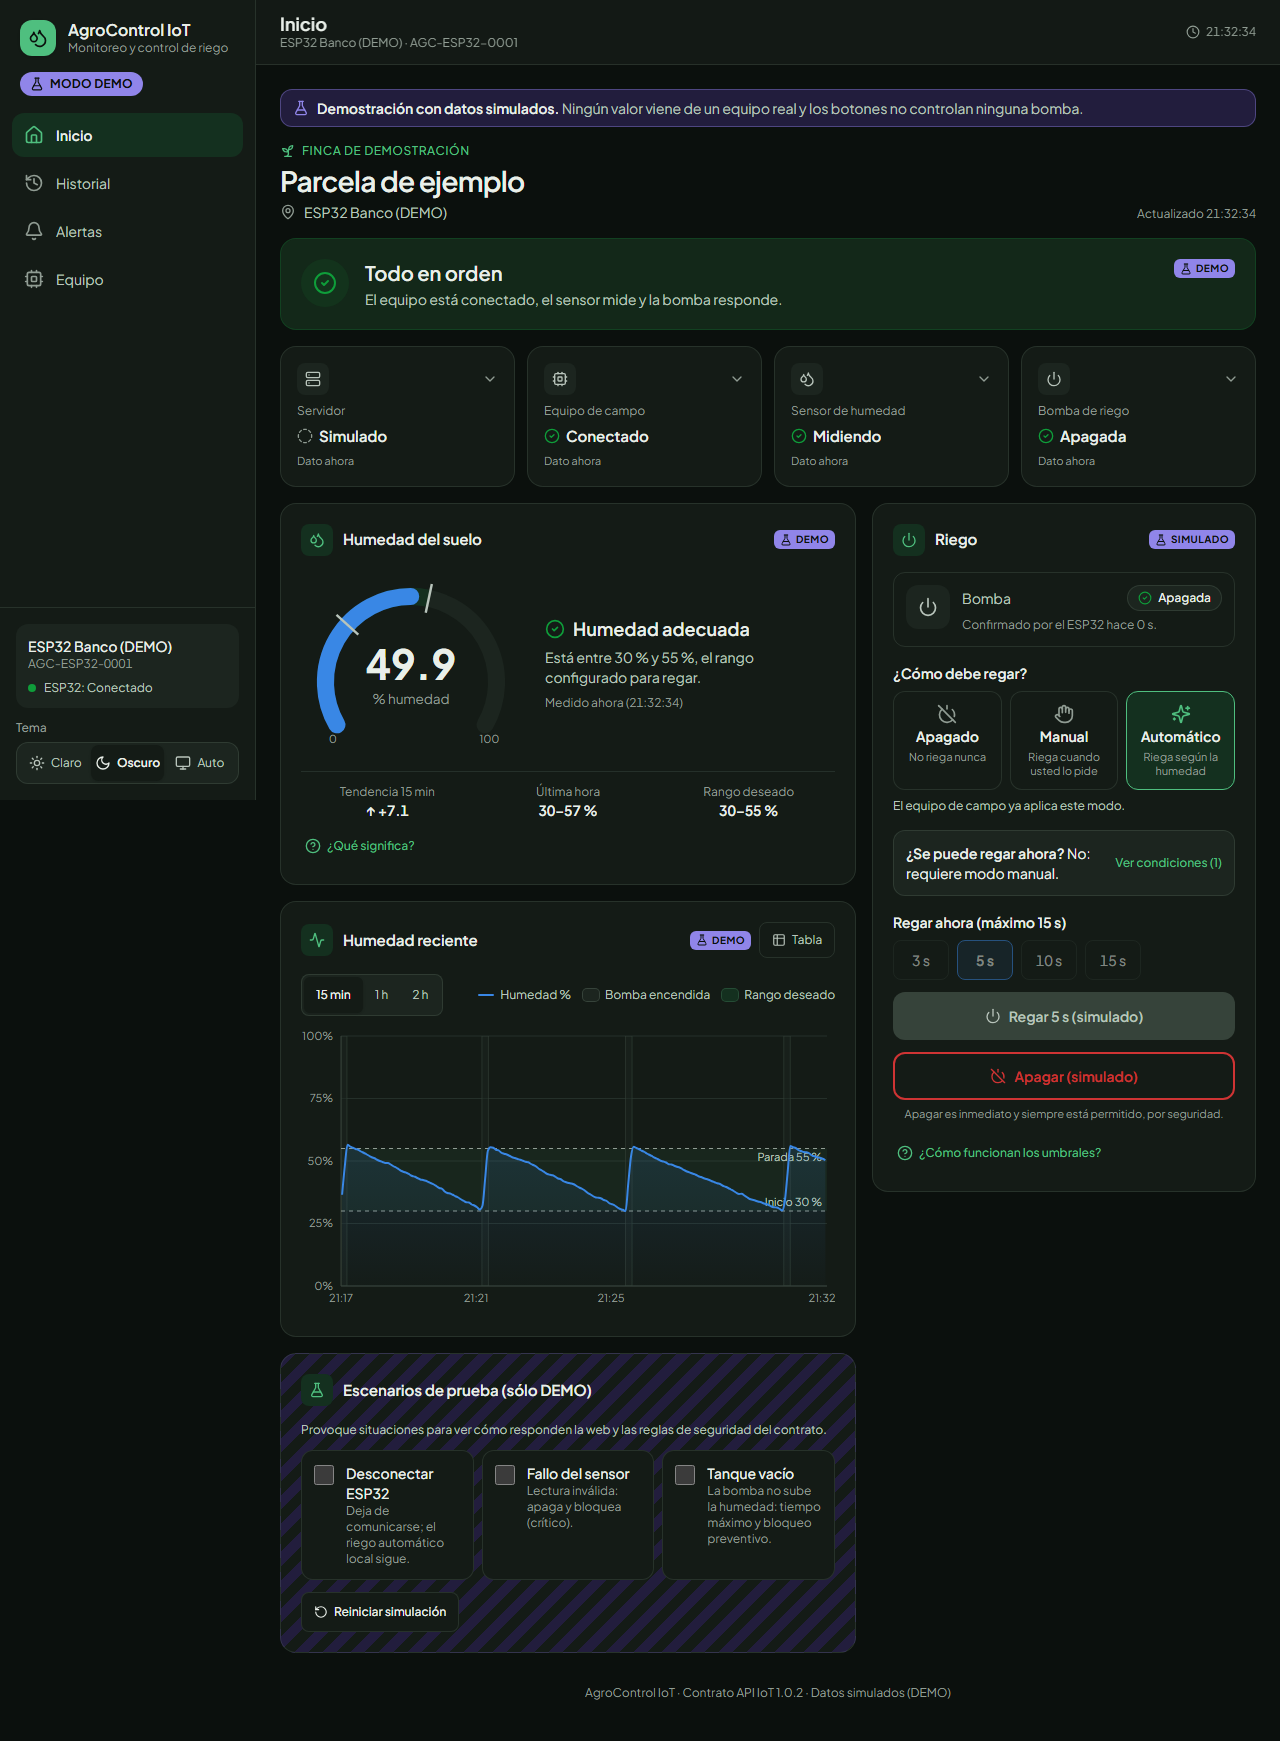 AgroControl IoT
Monitoreo y control de riego
MODO DEMO
Inicio
Historial
Alertas
Equipo
ESP32 Banco (DEMO)
AGC-ESP32-0001
ESP32: Conectado
Tema
Claro
Oscuro
Auto
Inicio
ESP32 Banco (DEMO) · AGC-ESP32-0001
21:32:34
Demostración con datos simulados. Ningún valor viene de un equipo real y los botones no controlan ninguna bomba.
FINCA DE DEMOSTRACIÓN
Parcela de ejemplo
ESP32 Banco (DEMO)
Actualizado 21:32:34
Todo en orden
El equipo está conectado, el sensor mide y la bomba responde.
DEMO
Servidor
Simulado
Dato ahora
Equipo de campo
Conectado
Dato ahora
Sensor de humedad
Midiendo
Dato ahora
Bomba de riego
Apagada
Dato ahora
Humedad del suelo
DEMO
49.9
% humedad
0
100
Humedad adecuada
Está entre 30 % y 55 %, el rango
configurado para regar.
Medido ahora (21:32:34)
Tendencia 15 min
↑ +7.1
Última hora
30–57 %
Rango deseado
30–55 %
¿Qué significa?
Humedad reciente
DEMO
Tabla
15 min
1 h
2 h
Humedad %
Bomba encendida
Rango deseado
100%
75%
50%
25%
0%
Parada 55 %
Inicio 30 %
21:17
21:21
21:25
21:32
Escenarios de prueba (sólo DEMO)
Provoque situaciones para ver cómo responden la web y las reglas de seguridad del contrato.
Desconectar
ESP32
Deja de
comunicarse; el
riego automático
local sigue.
Fallo del sensor
Lectura inválida:
apaga y bloquea
(crítico).
Tanque vacío
La bomba no sube
la humedad: tiempo
máximo y bloqueo
preventivo.
Reiniciar simulación
Riego
SIMULADO
Bomba
Apagada
Confirmado por el ESP32 hace 0 s.
¿Cómo debe regar?
Apagado
No riega nunca
Manual
Riega cuando
usted lo pide
Automático
Riega según la
humedad
El equipo de campo ya aplica este modo.
¿Se puede regar ahora? No:
requiere modo manual.
Ver condiciones (1)
Regar ahora (máximo 15 s)
3 s
5 s
10 s
15 s
Regar 5 s (simulado)
Apagar (simulado)
Apagar es inmediato y siempre está permitido, por seguridad.
¿Cómo funcionan los umbrales?
AgroControl IoT · Contrato API IoT 1.0.2 · Datos simulados (DEMO)